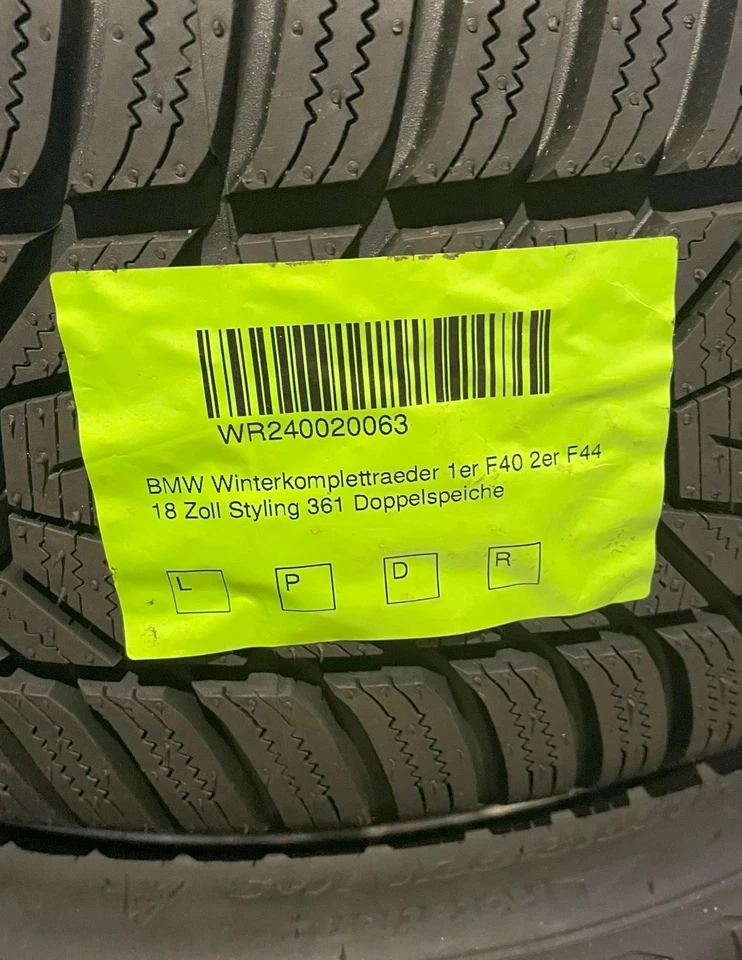 WR240020063
BMW Winterkomplettraeder 1er F40 2er F44
18 Zoll Styling 361 Doppelspeiche
L P D R